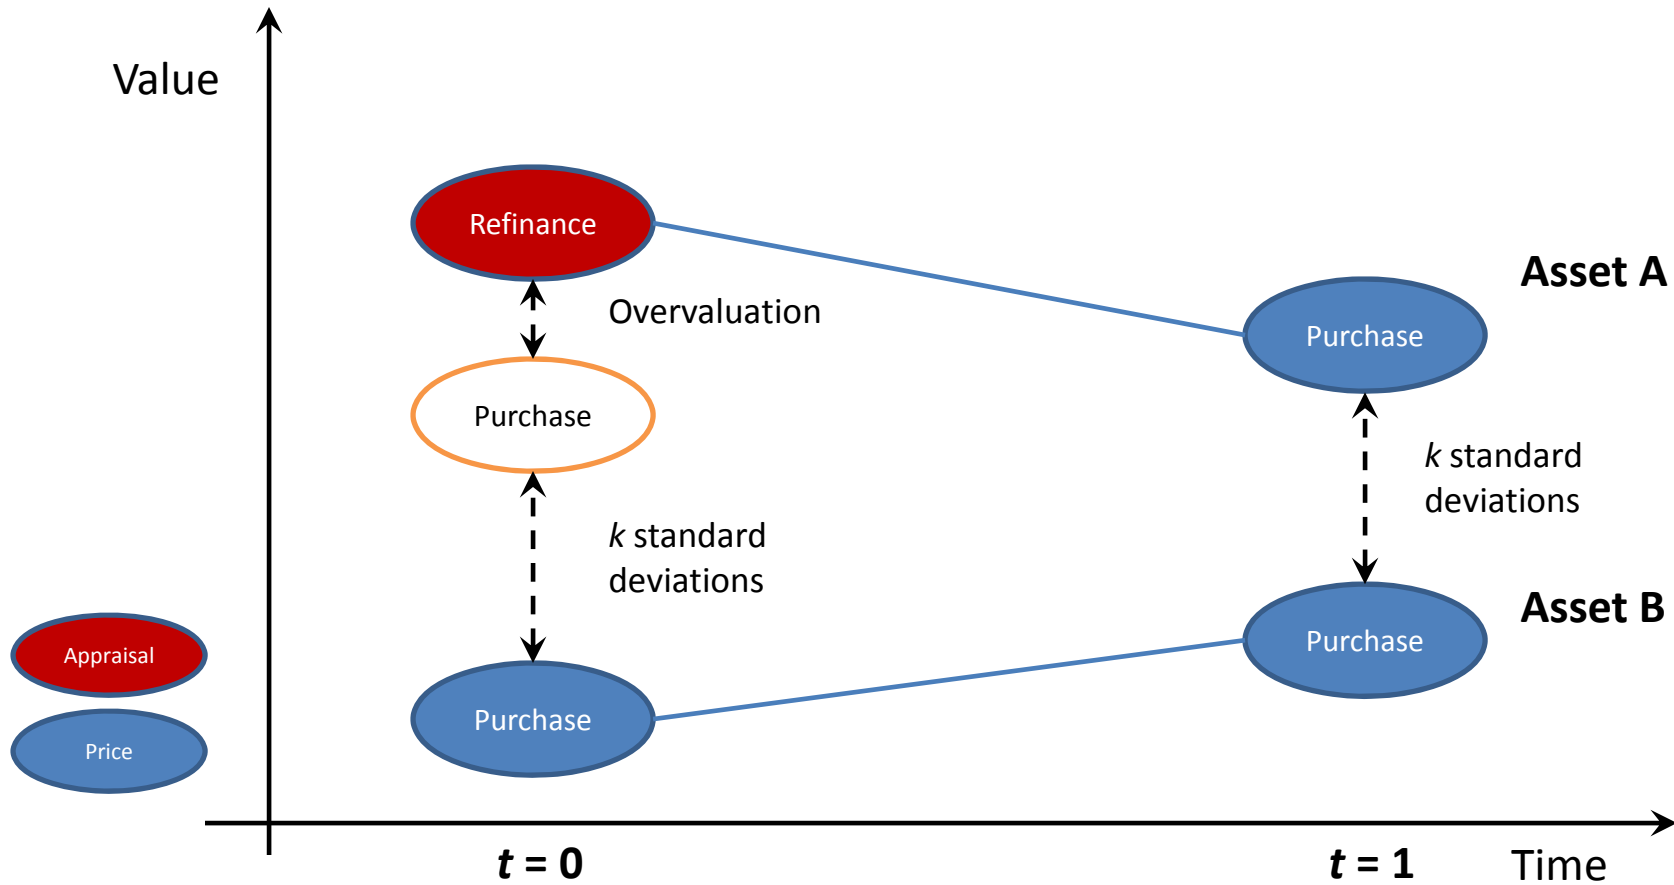 Value
Refinance
Asset A
Overvaluation
Purchase
Purchase
k standard
deviations
k standard
deviations
Asset B
Appraisal
Purchase
Purchase
Price
t = 0
t = 1
Time